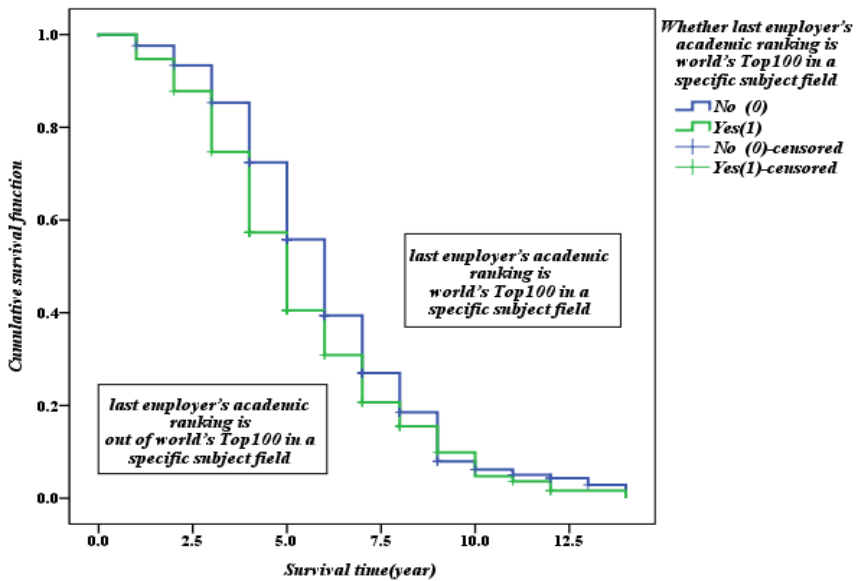 Whether last employer's
academic ranking is
world's Top100 in a
specific subject field
No (0)
Yes(1)
No (0)-censored
Yes(1)-censored
Cumulative survival function
1.0
0.8
0.6
0.4
0.2
0.0
last employer's academic
ranking is
world's Top100 in a
specific subject field
last employer's academic
ranking is
out of world's Top100 in a
specific subject field
0.0 2.5 5.0 7.5 10.0 12.5
Survival time(year)